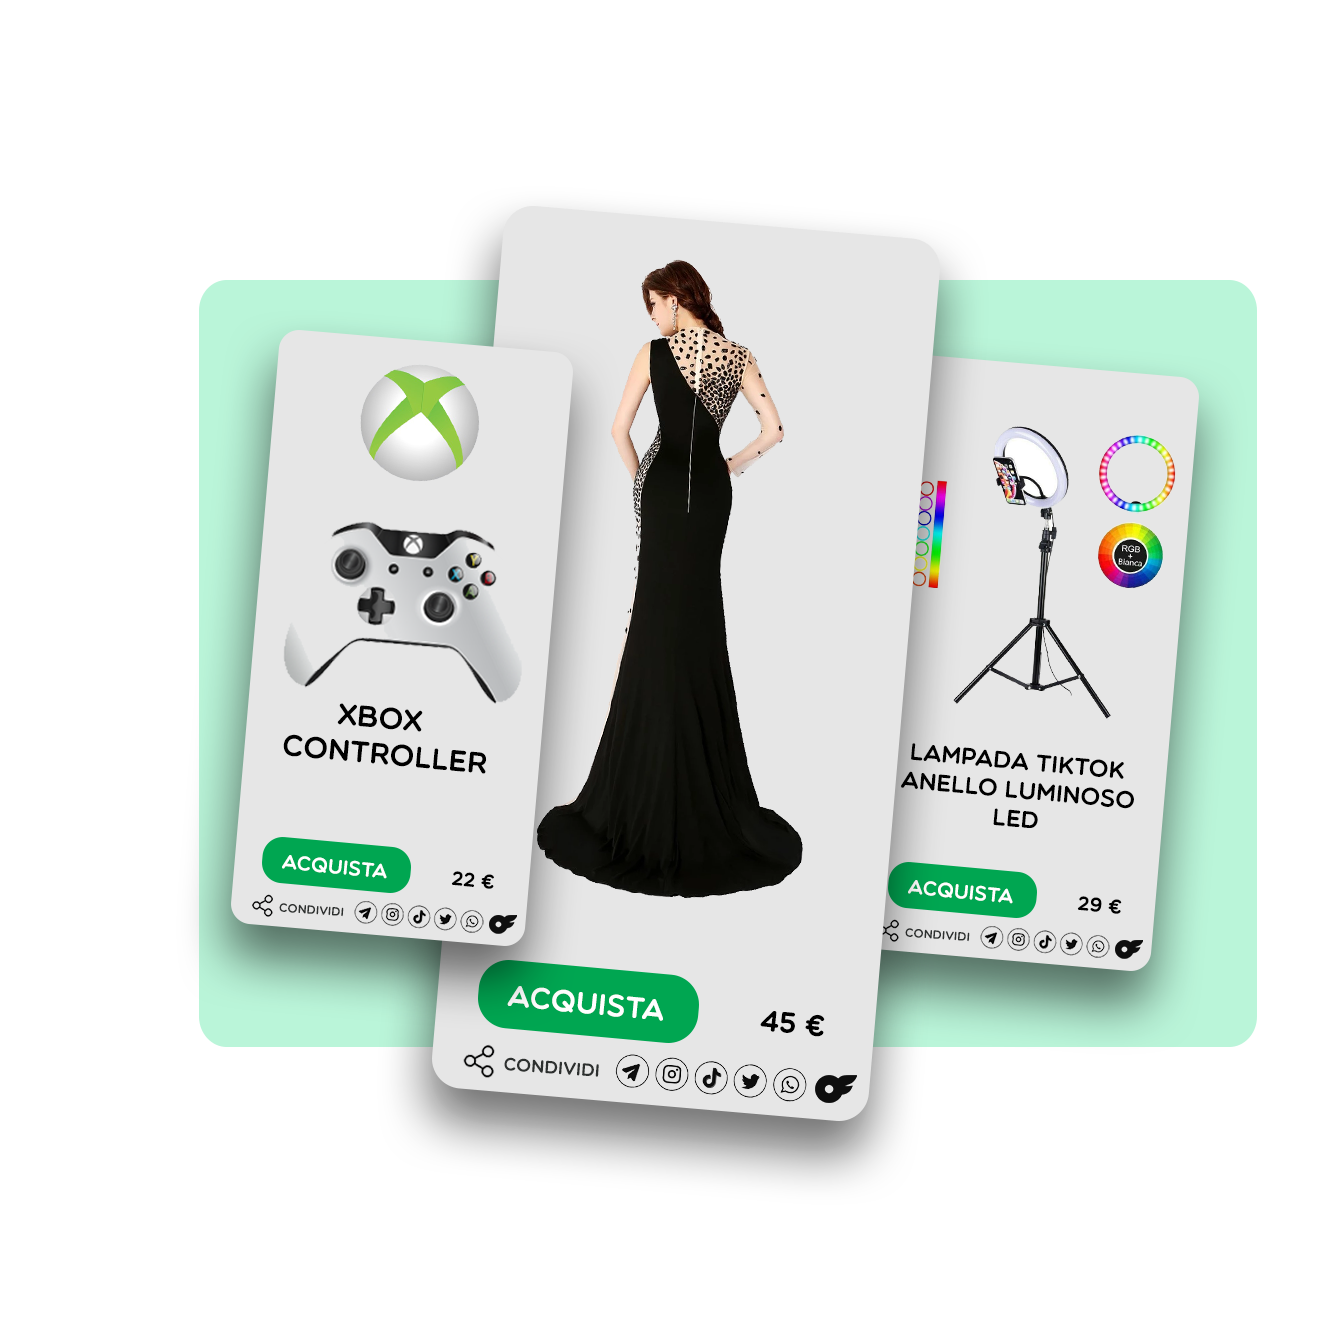 XBOX
CONTROLLER
ACQUISTA
22 €
CONDIVIDI
ACQUISTA
45 €
CONDIVIDI
RGB
+
Bianca
LAMPADA TIKTOK
ANELLO LUMINOSO
LED
ACQUISTA
29 €
CONDIVIDI